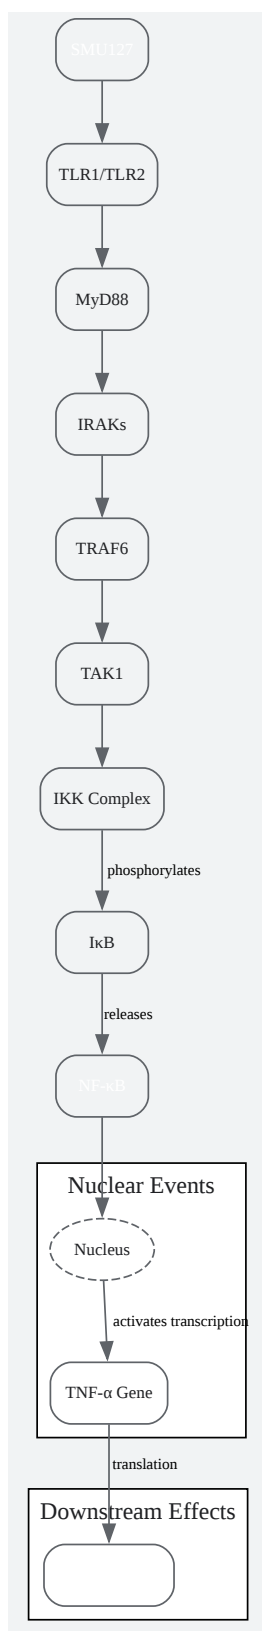 SMU127
TLR1/TLR2
MyD88
IRAKs
TRAF6
TAK1
IKK Complex
phosphorylates
IκB
releases
NF-κB
Nuclear Events
Nucleus
activates transcription
TNF-α Gene
translation
Downstream Effects